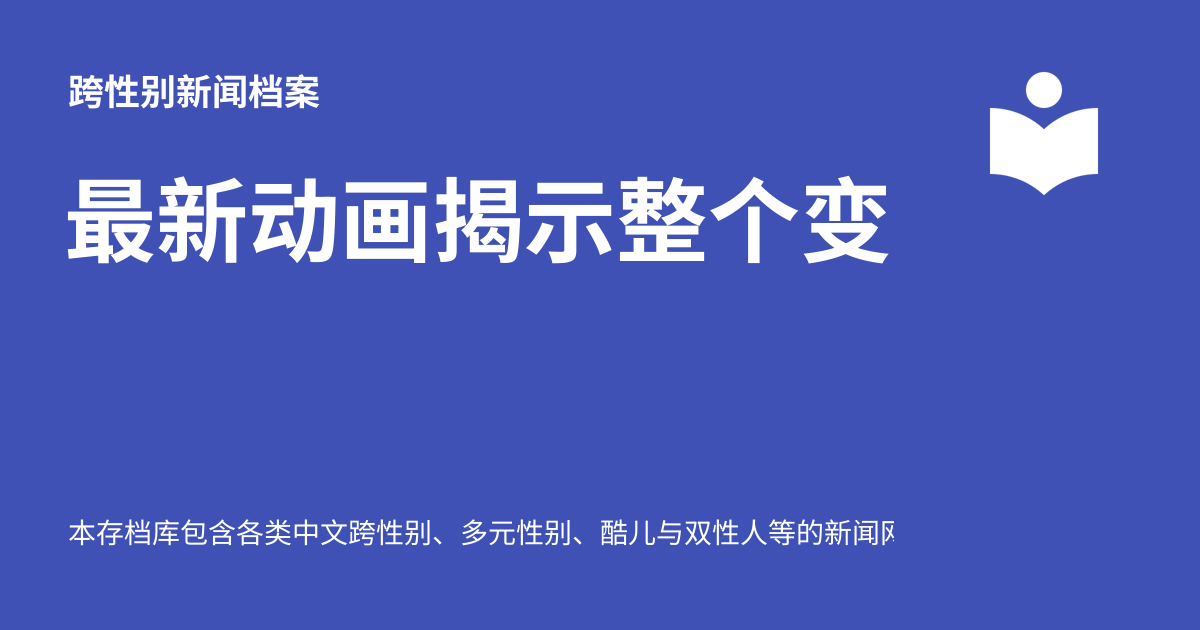 跨性别新闻档案
最新动画揭示整个变
本存档库包含各类中文跨性别、多元性别、酷儿与双性人等的新闻